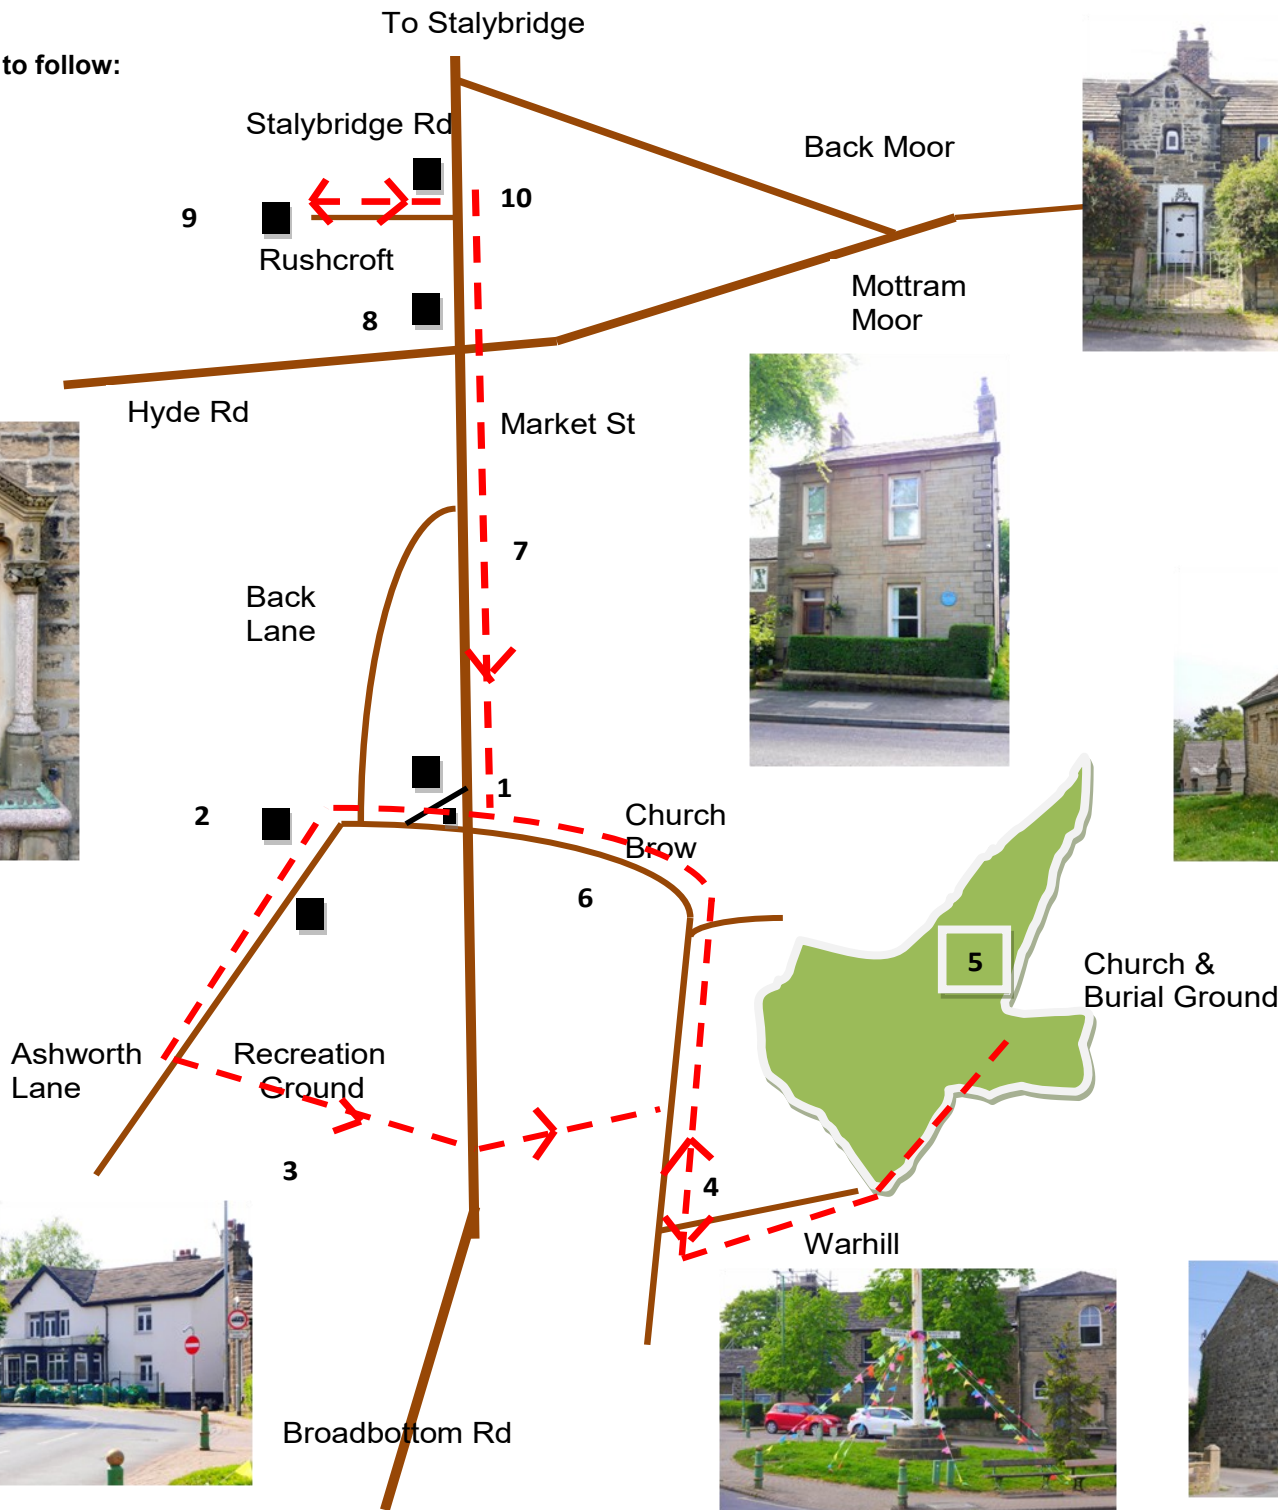 To Stalybridge
to follow:
Stalybridge Rd
Back Moor
10
9
Rushcroft
Mottram
Moor
8
Hyde Rd
Market St
7
Back
Lane
1
2
Church
Brow
6
5
Church &
Burial Ground
Ashworth
Lane
Recreation
Ground
3
4
Warhill
Broadbottom Rd